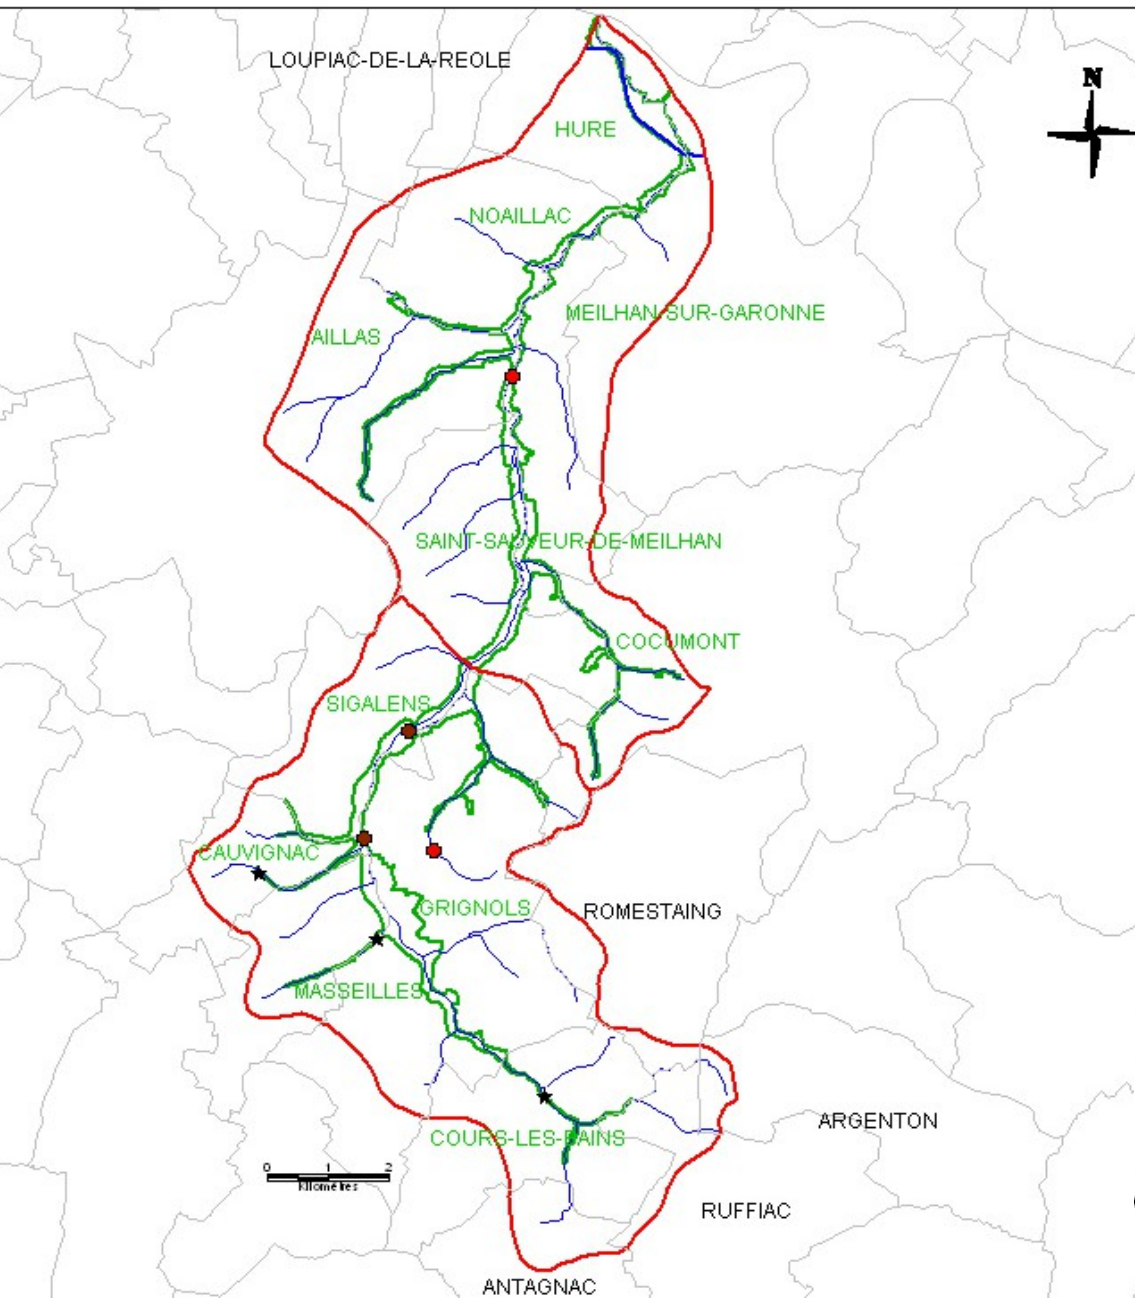 LOUPIAC-DE-LA-REOLE
N
HURE
NOAILLAC
MEILHAN-SUR-GARONNE
AILLAS
SAINT-SAUVEUR-DE-MEILHAN
COCUMONT
SIGALENS
CAUVIGNAC
GRIGNOLS
ROMESTAING
MASSEILLES
ARGENTON
COURS-LES-BAINS
0 1 2
Kilomètres
RUFFIAC
ANTAGNAC